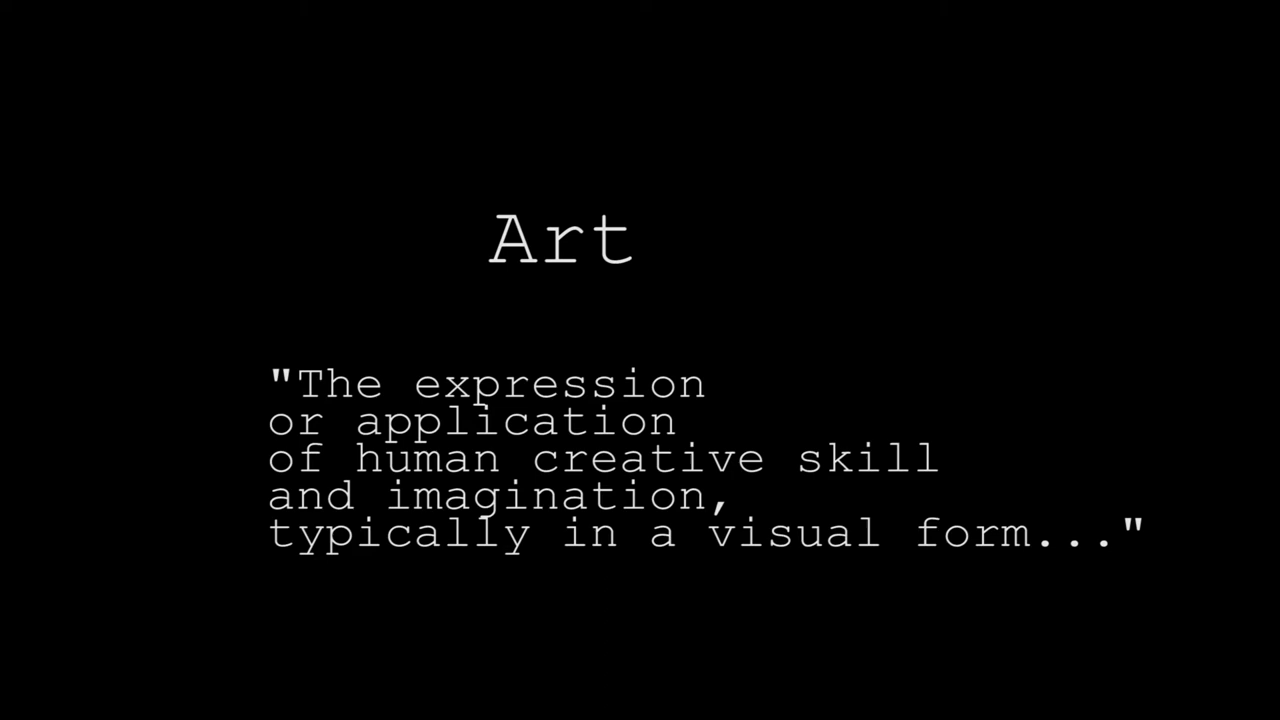 Art
"The expression
or application
of human creative skill
and imagination,
typically in a visual form..."